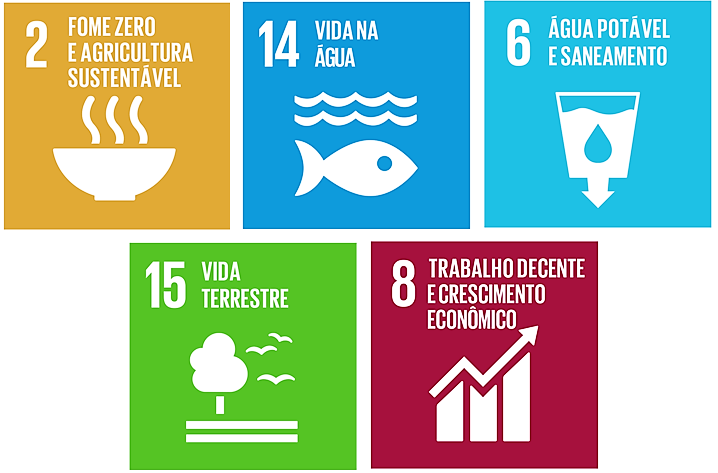 2
FOME ZERO
E AGRICULTURA
SUSTENTÁVEL
14
VIDA NA
ÁGUA
6
ÁGUA POTÁVEL
E SANEAMENTO
15
VIDA
TERRESTRE
8
TRABALHO DECENTE
E CRESCIMENTO
ECONÔMICO